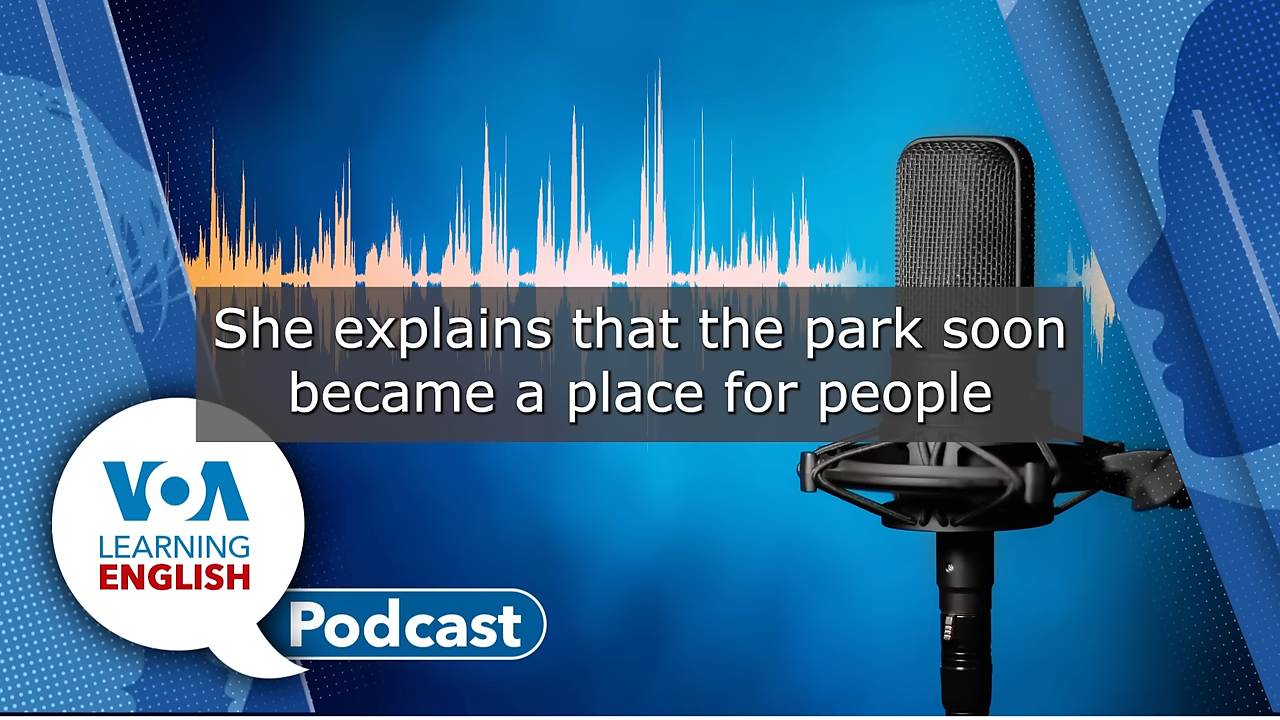 She explains that the park soon
became a place for people
VOA
LEARNING
ENGLISH
Podcast